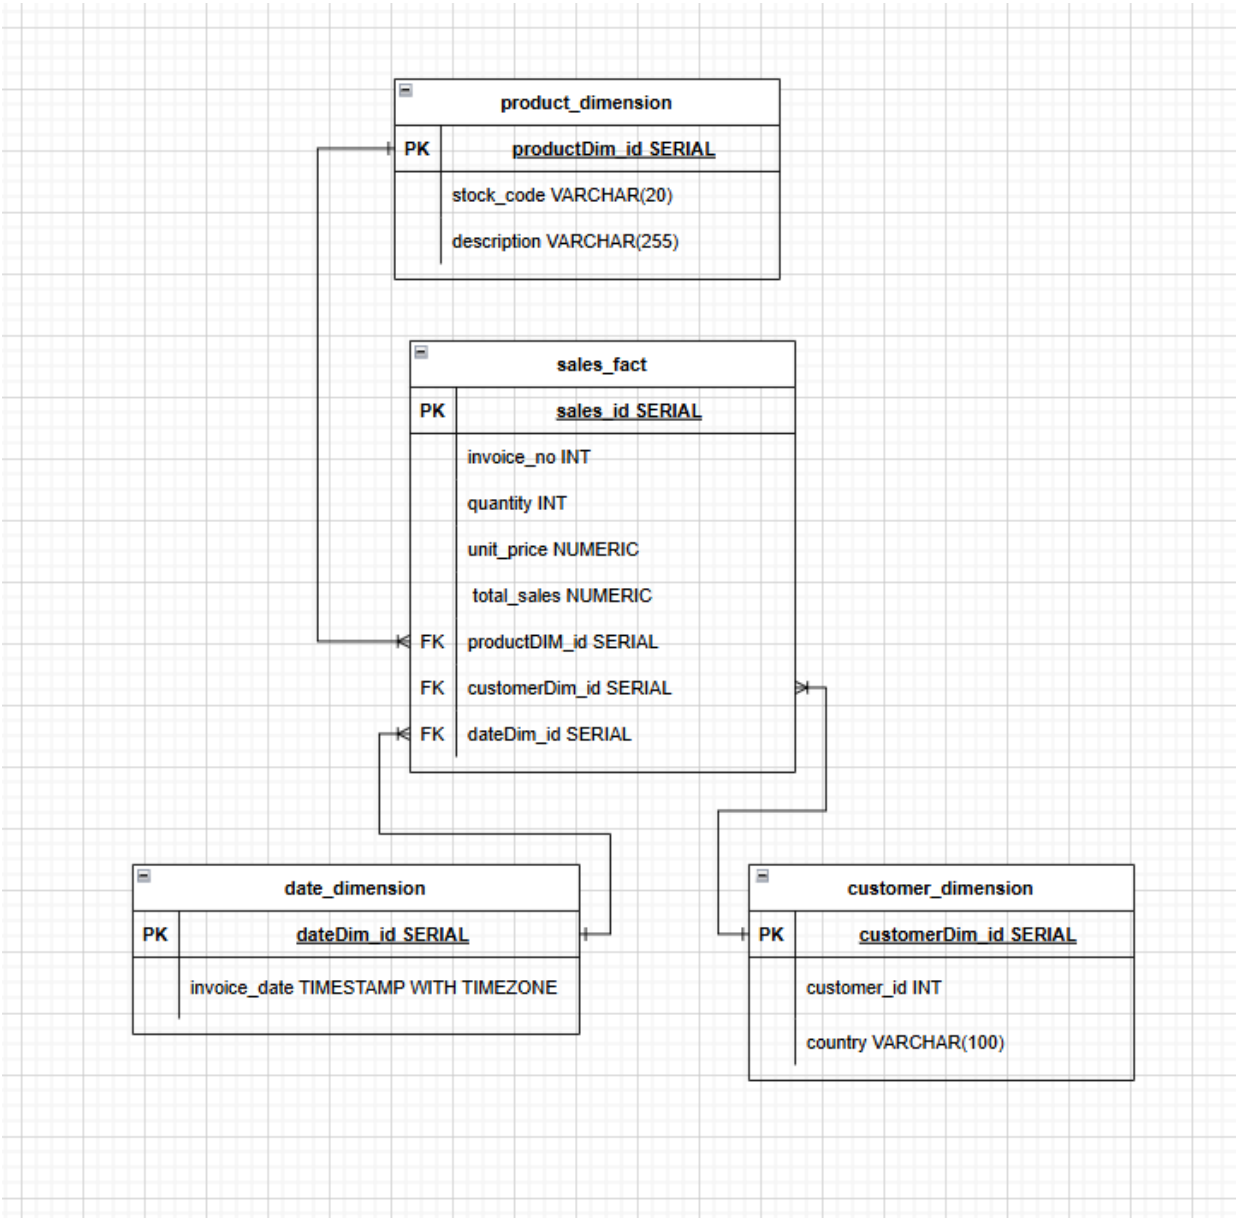 product_dimension
PK productDim_id SERIAL
stock_code VARCHAR(20)
description VARCHAR(255)
sales_fact
PK sales_id SERIAL
invoice_no INT
quantity INT
unit_price NUMERIC
total_sales NUMERIC
FK productDIM_id SERIAL
FK customerDim_id SERIAL
FK dateDim_id SERIAL
date_dimension
PK dateDim_id SERIAL
invoice_date TIMESTAMP WITH TIMEZONE
customer_dimension
PK customerDim_id SERIAL
customer_id INT
country VARCHAR(100)